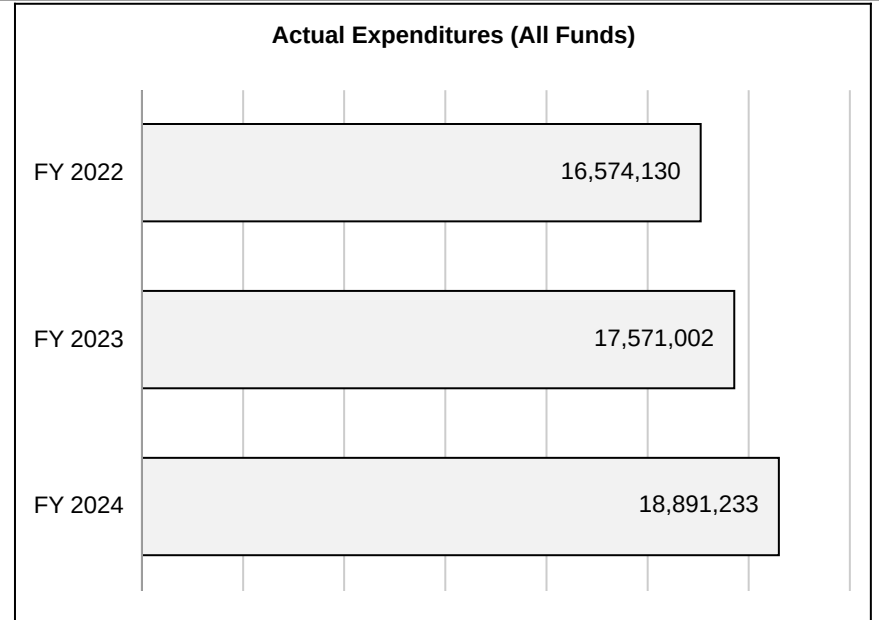 Actual Expenditures (All Funds)
FY 2022 16,574,130
FY 2023 17,571,002
FY 2024 18,891,233